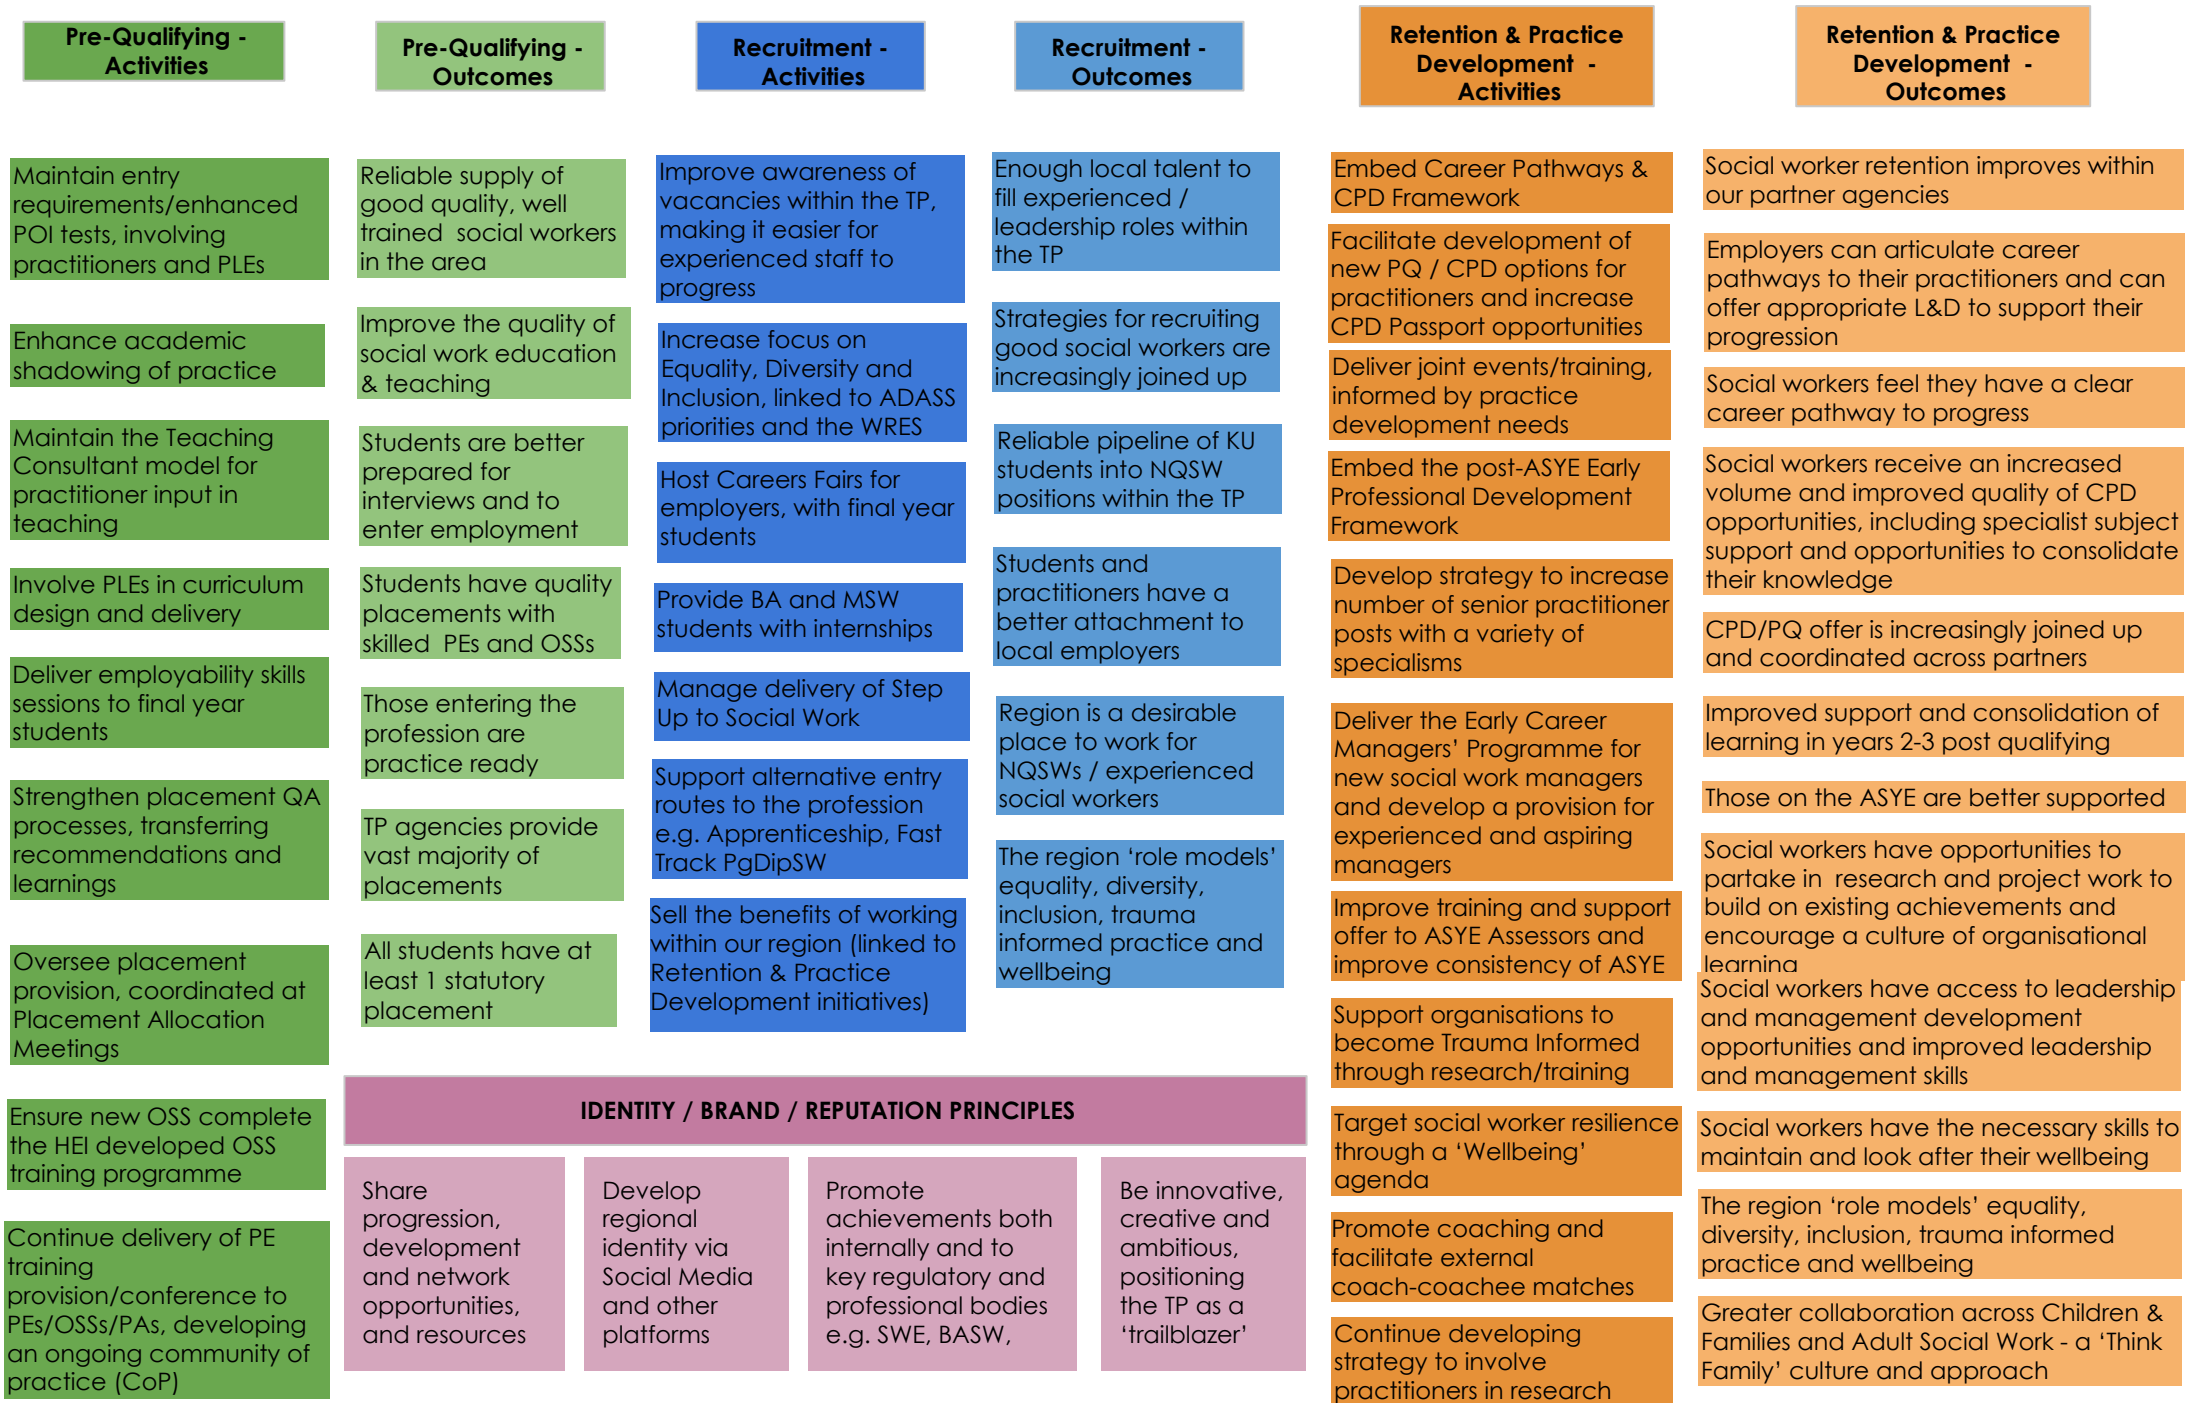 Pre-Qualifying -
Activities
Maintain entry
requirements/enhanced
POI tests, involving
practitioners and PLEs
Enhance academic
shadowing of practice
Maintain the Teaching
Consultant model for
practitioner input in
teaching
Involve PLEs in curriculum
design and delivery
Deliver employability skills
sessions to final year
students
Strengthen placement QA
processes, transferring
recommendations and
learnings
Oversee placement
provision, coordinated at
Placement Allocation
Meetings
Ensure new OSS complete
the HEI developed OSS
training programme
Continue delivery of PE
training
provision/conference to
PEs/OSSs/PAs, developing
an ongoing community of
practice (CoP)
Pre-Qualifying -
Outcomes
Reliable supply of
good quality, well
trained social workers
in the area
Improve the quality of
social work education
& teaching
Students are better
prepared for
interviews and to
enter employment
Students have quality
placements with
skilled PEs and OSSs
Those entering the
profession are
practice ready
TP agencies provide
vast majority of
placements
All students have at
least 1 statutory
placement
Recruitment -
Activities
Improve awareness of
vacancies within the TP,
making it easier for
experienced staff to
progress
Increase focus on
Equality, Diversity and
Inclusion, linked to ADASS
priorities and the WRES
Host Careers Fairs for
employers, with final year
students
Provide BA and MSW
students with internships
Manage delivery of Step
Up to Social Work
Support alternative entry
routes to the profession
e.g. Apprenticeship, Fast
Track PgDipSW
Sell the benefits of working
within our region (linked to
Retention & Practice
Development initiatives)
Recruitment -
Outcomes
Enough local talent to
fill experienced /
leadership roles within
the TP
Strategies for recruiting
good social workers are
increasingly joined up
Reliable pipeline of KU
students into NQSW
positions within the TP
Students and
practitioners have a
better attachment to
local employers
Region is a desirable
place to work for
NQSWs / experienced
social workers
The region ‘role models’
equality, diversity,
inclusion, trauma
informed practice and
wellbeing
IDENTITY / BRAND / REPUTATION PRINCIPLES
Share
progression,
development
and network
opportunities,
and resources
Develop
regional
identity via
Social Media
and other
platforms
Promote
achievements both
internally and to
key regulatory and
professional bodies
e.g. SWE, BASW,
Be innovative,
creative and
ambitious,
positioning
the TP as a
‘trailblazer’
Retention & Practice
Development -
Activities
Embed Career Pathways &
CPD Framework
Facilitate development of
new PQ / CPD options for
practitioners and increase
CPD Passport opportunities
Deliver joint events/training,
informed by practice
development needs
Embed the post-ASYE Early
Professional Development
Framework
Develop strategy to increase
number of senior practitioner
posts with a variety of
specialisms
Deliver the Early Career
Managers’ Programme for
new social work managers
and develop a provision for
experienced and aspiring
managers
Improve training and support
offer to ASYE Assessors and
improve consistency of ASYE
Support organisations to
become Trauma Informed
through research/training
Target social worker resilience
through a ‘Wellbeing’
agenda
Promote coaching and
facilitate external
coach-coachee matches
Continue developing
strategy to involve
practitioners in research
Retention & Practice
Development -
Outcomes
Social worker retention improves within
our partner agencies
Employers can articulate career
pathways to their practitioners and can
offer appropriate L&D to support their
progression
Social workers feel they have a clear
career pathway to progress
Social workers receive an increased
volume and improved quality of CPD
opportunities, including specialist subject
support and opportunities to consolidate
their knowledge
CPD/PQ offer is increasingly joined up
and coordinated across partners
Improved support and consolidation of
learning in years 2-3 post qualifying
Those on the ASYE are better supported
Social workers have opportunities to
partake in research and project work to
build on existing achievements and
encourage a culture of organisational
learning
Social workers have access to leadership
and management development
opportunities and improved leadership
and management skills
Social workers have the necessary skills to
maintain and look after their wellbeing
The region ‘role models’ equality,
diversity, inclusion, trauma informed
practice and wellbeing
Greater collaboration across Children &
Families and Adult Social Work - a ‘Think
Family’ culture and approach